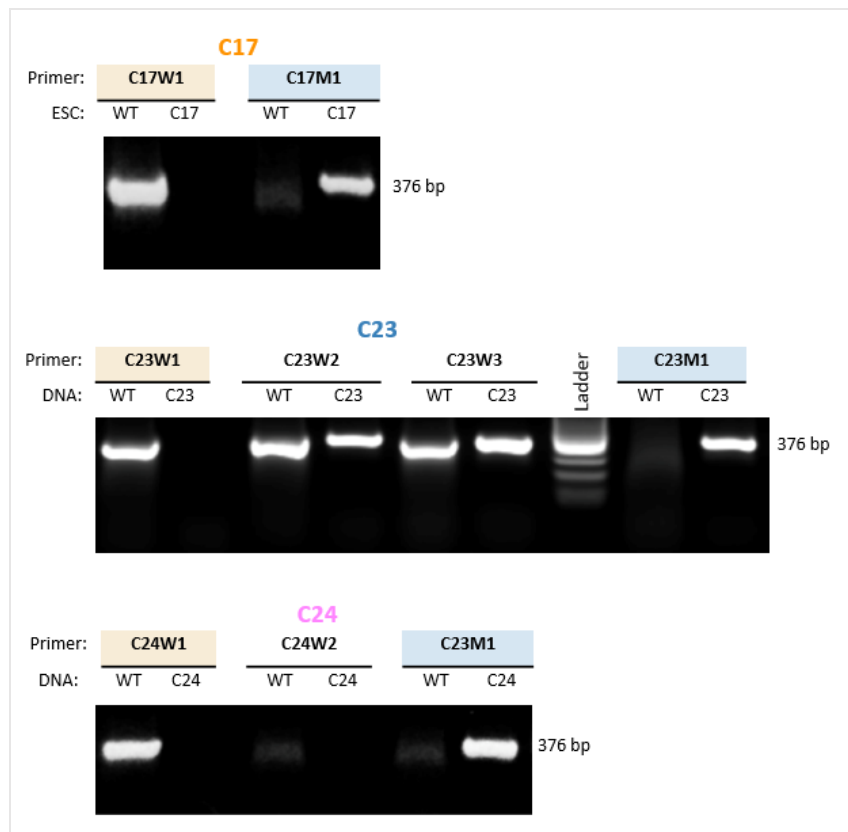 C17
Primer: C17W1 C17M1
ESC: WT C17 WT C17
376 bp
C23
Primer: C23W1 C23W2 C23W3 Ladder C23M1
DNA: WT C23 WT C23 WT C23 WT C23
376 bp
C24
Primer: C24W1 C24W2 C23M1
DNA: WT C24 WT C24 WT C24
376 bp